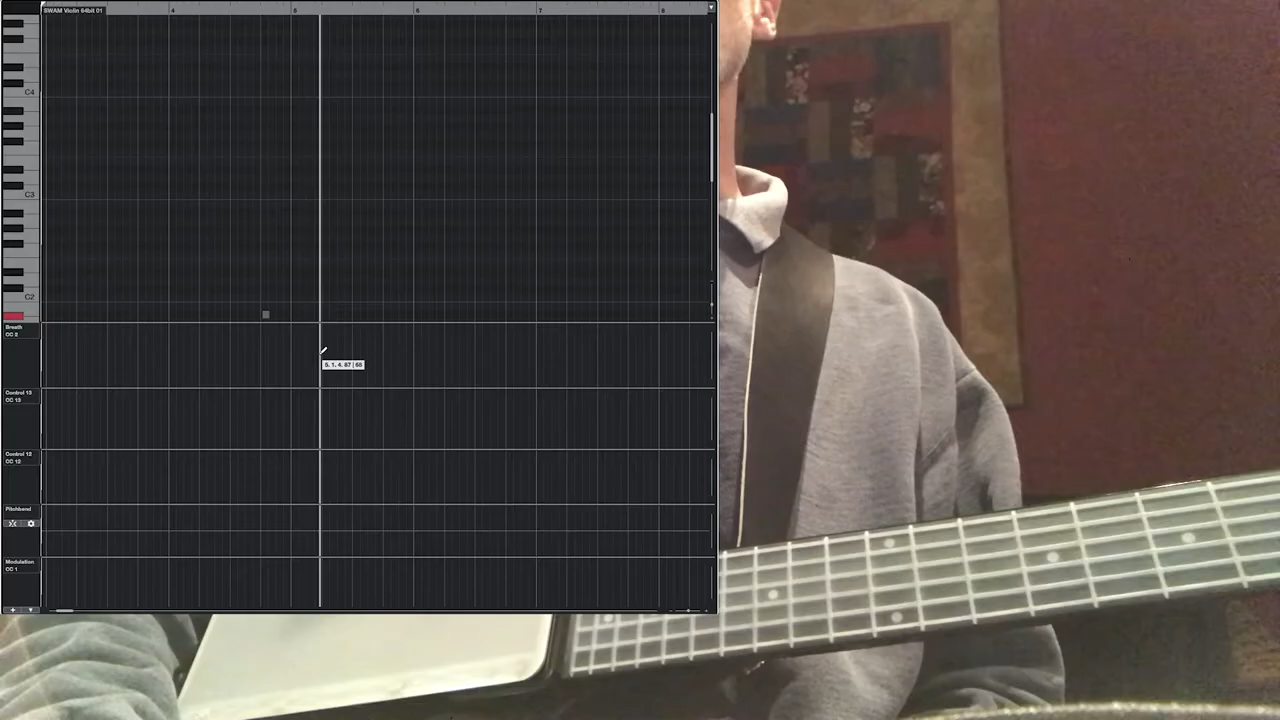 SWAM Violin 64bit 01
4
5
6
7
8
C4
C3
C2
Breath
CC 2
5. 1. 4. 87 | 68
Control 13
CC 13
Control 12
CC 12
Pitchbend
Modulation
CC 1